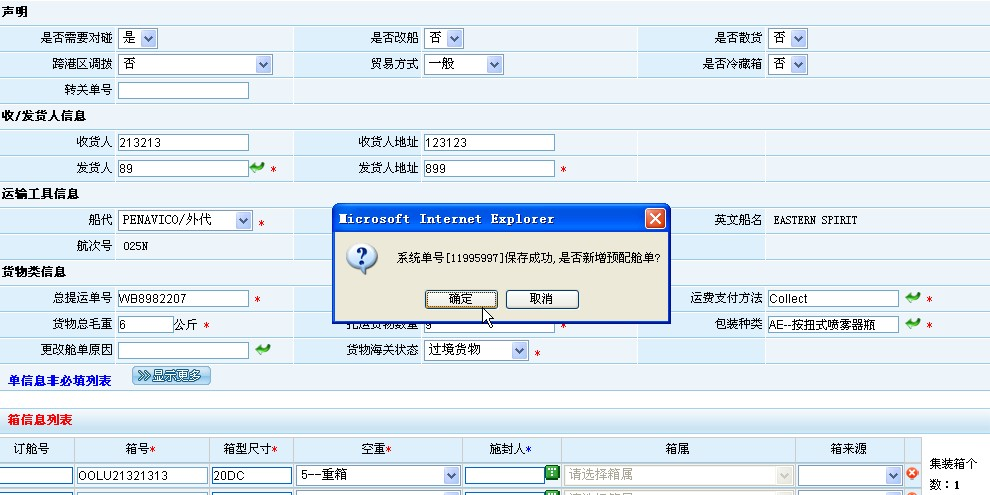 声明
是否需要对碰 是 是否改船 否 是否散货 否
跨港区调拨 否 贸易方式 一般 是否冷藏箱 否
转关单号
收/发货人信息
收货人 213213 收货人地址 123123
发货人 89 * 发货人地址 899 *
运输工具信息
船代 PENAVICO/外代 * 英文船名 EASTERN SPIRIT
航次号 025N
Microsoft Internet Explorer
系统单号[11995997]保存成功,是否新增预配舱单?
确定 取消
货物类信息
总提运单号 WB8982207 * 运费支付方法 Collect *
货物总毛重 6 公斤 * 托运货物数量 9 * 包装种类 AE--按扭式喷雾器瓶 *
更改舱单原因 货物海关状态 过境货物 *
单信息非必填列表 >>显示更多
箱信息列表
订舱号 箱号* 箱型尺寸* 空重* 施封人* 箱属 箱来源
OOLU21321313 20DC 5--重箱 请选择箱属
集装箱个
数:1